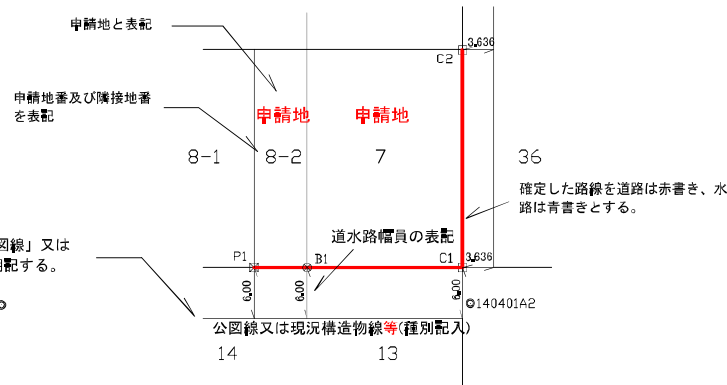 申請地と表記
3.636
C2
申請地番及び隣接地番
を表記
申請地
申請地
8-1
8-2
7
36
確定した路線を道路は赤書き、水
路は青書きとする。
図線」又は
記する。
道水路幅員の表記
P1
B1
C1
3.636
6.00
6.00
6.00
140401A2
公図線又は現況構造物線等(種別記入)
14
13